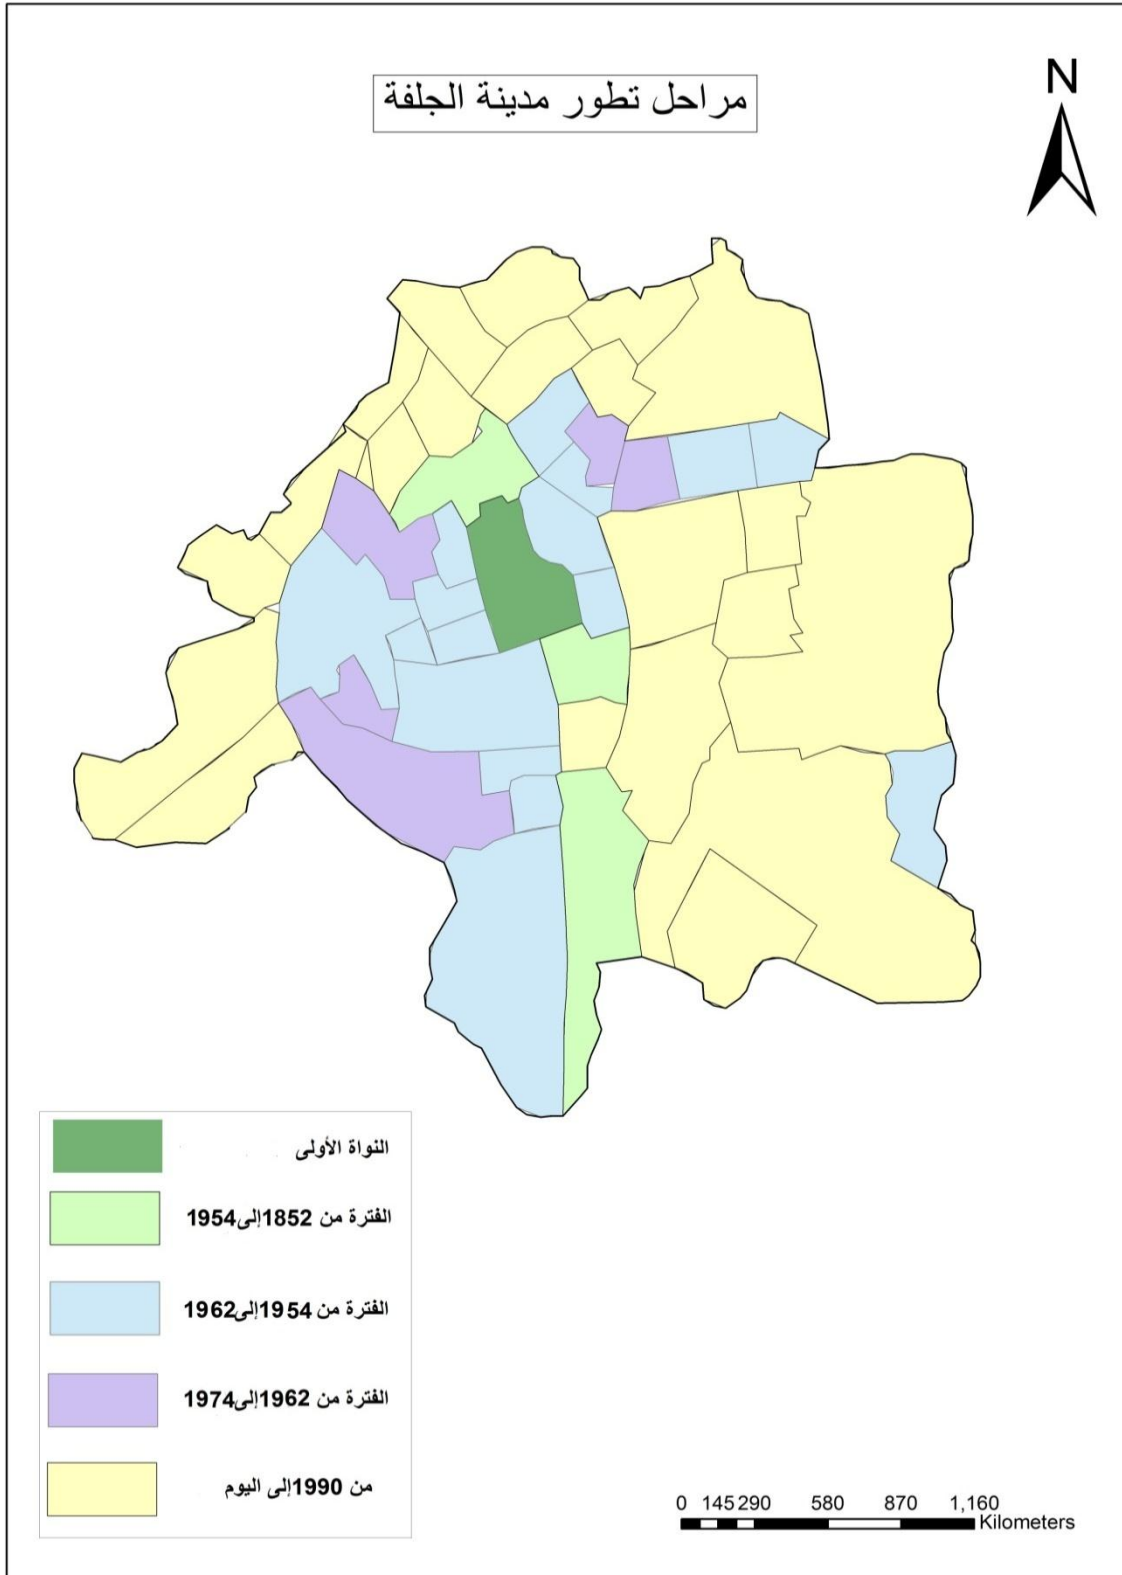 مراحل تطور مدينة الجلفة
N
النواة الأولى
الفترة من 1852إلى1954
الفترة من 1954إلى1962
الفترة من 1962إلى1974
من 1990إلى اليوم
0 145 290 580 870 1,160
Kilometers